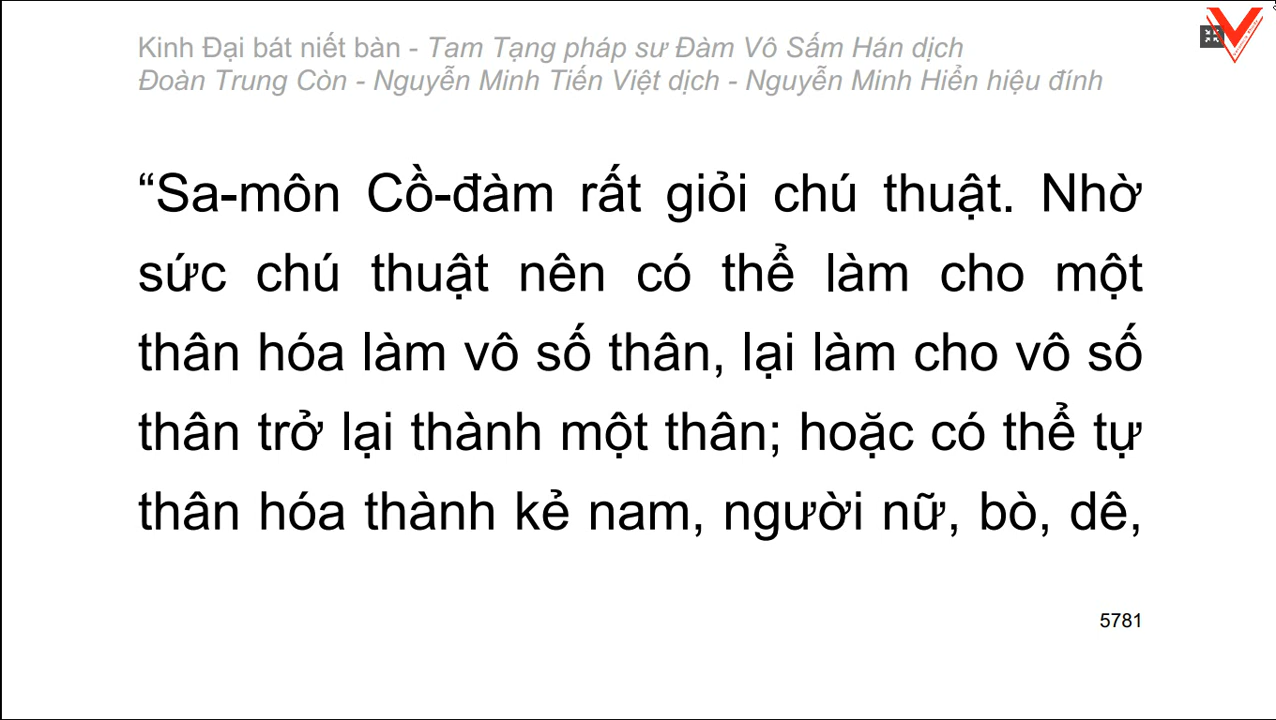 Kinh Đại bát niết bàn - Tam Tạng pháp sư Đàm Vô Sấm Hán dịch
Đoàn Trung Còn - Nguyễn Minh Tiến Việt dịch - Nguyễn Minh Hiển hiệu đính
“Sa-môn Cồ-đàm rất giỏi chú thuật. Nhờ
sức chú thuật nên có thể làm cho một
thân hóa làm vô số thân, lại làm cho vô số
thân trở lại thành một thân; hoặc có thể tự
thân hóa thành kẻ nam, người nữ, bò, dê,
5781